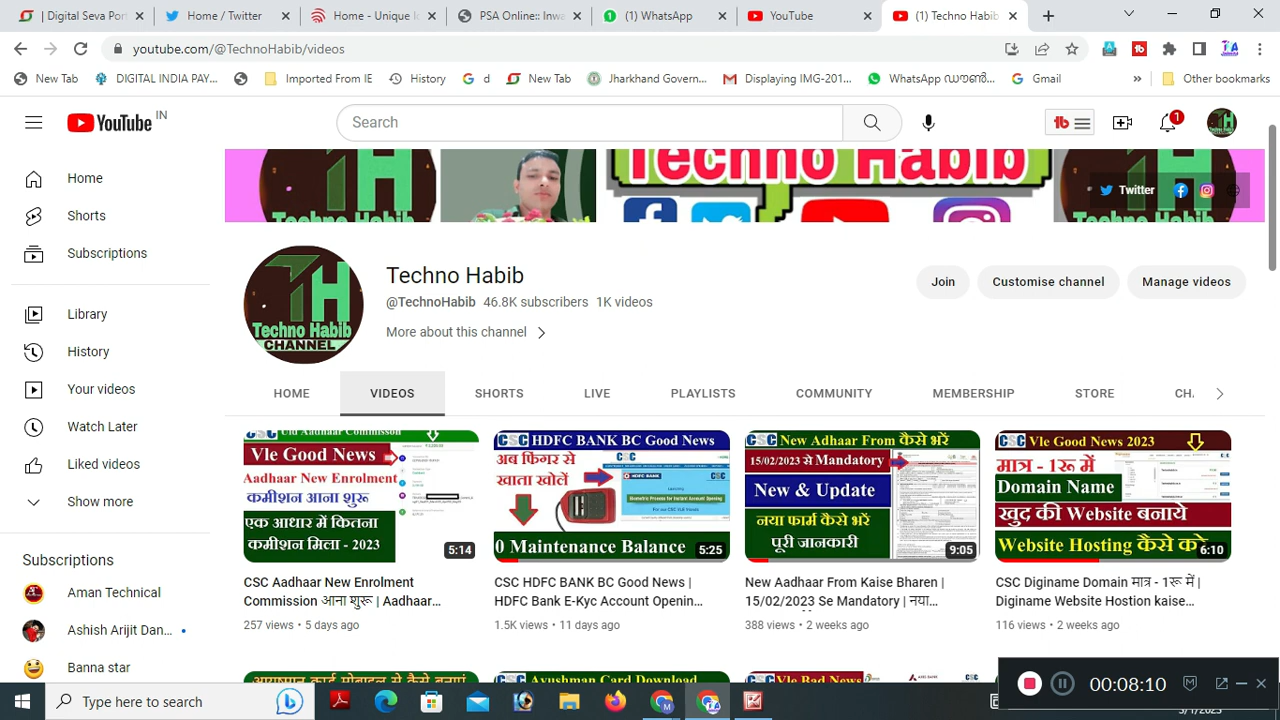 Digital Seva Port
Home / Twitter
Home - Unique I
PSA Online:: Inwa
(1) WhatsApp
YouTube
(1) Techno Habib
youtube.com/@TechnoHabib/videos
New Tab
DIGITAL INDIA PAY...
Imported From IE
History
d
New Tab
Jharkhand Govern...
Displaying IMG-201...
Gmail
Other bookmarks
YouTube IN
Search
1
Techno Habib
Twitter
Home
Shorts
Subscriptions
Library
History
Your videos
Watch Later
Liked videos
Show more
Subscriptions
Aman Technical
Ashish Arijit Dan...
Banna star
TH
Techno Habib
CHANNEL
Techno Habib
@TechnoHabib 46.8K subscribers 1K videos
More about this channel
Join
Customise channel
Manage videos
HOME
VIDEOS
SHORTS
LIVE
PLAYLISTS
COMMUNITY
MEMBERSHIP
STORE
Vle Good News
Aadhaar New Enrolment
कमीशन आना शुरू
एक आधार में कितना
कमीशन मिला - 2023
5:14
CSC Aadhaar New Enrolment
Commission आना शुरू | Aadhaar...
257 views • 5 days ago
CSC HDFC BANK BC Good News
अब फिगर से
खाता खोले
0 Maintenance Balance
5:25
CSC HDFC BANK BC Good News |
HDFC Bank E-Kyc Account Openin...
1.5K views • 11 days ago
CSC New Adhaar From कैसे भरें
15/02/2023 से Mandatory
New & Update
नया फार्म कैसे भरें
पूरी जानकारी
9:05
New Aadhaar From Kaise Bharen |
15/02/2023 Se Mandatory | नया...
388 views • 2 weeks ago
CSC Vle Good News 2023
मात्र - 1रू में
Domain Name
खुद की Website बनाये
Website Hosting कैसे करे
6:10
CSC Diginame Domain मात्र - 1रू में |
Diginame Website Hostion kaise...
116 views • 2 weeks ago
आयुष्मान कार्ड मोबाइल से कैसे बनाएं
Ayushman Card Download
Vle Bad News
Type here to search
00:08:10
3/1/2023